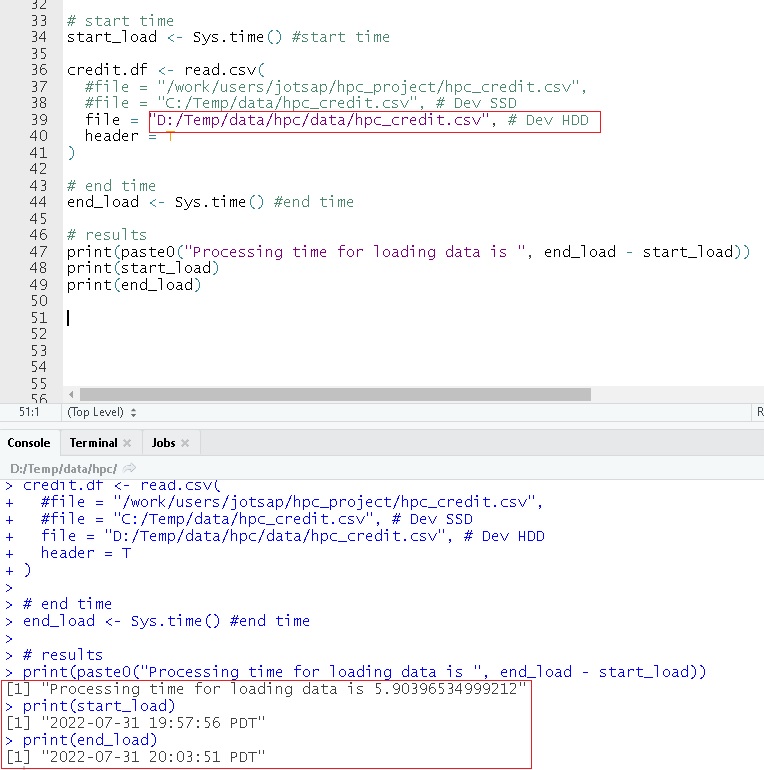 32
33 # start time
34 start_load <- Sys.time() #start time
35
36 credit.df <- read.csv(
37 #file = "/work/users/jotsap/hpc_project/hpc_credit.csv",
38 #file = "C:/Temp/data/hpc_credit.csv", # Dev SSD
39 file = "D:/Temp/data/hpc/data/hpc_credit.csv", # Dev HDD
40 header = T
41 )
42
43 # end time
44 end_load <- Sys.time() #end time
45
46 # results
47 print(paste0("Processing time for loading data is ", end_load - start_load))
48 print(start_load)
49 print(end_load)
50
51
52
53
54
55
56
51:1 (Top Level) R
Console Terminal Jobs
D:/Temp/data/hpc/
> credit.df <- read.csv(
+ #file = "/work/users/jotsap/hpc_project/hpc_credit.csv",
+ #file = "C:/Temp/data/hpc_credit.csv", # Dev SSD
+ file = "D:/Temp/data/hpc/data/hpc_credit.csv", # Dev HDD
+ header = T
+ )
>
> # end time
> end_load <- Sys.time() #end time
>
> # results
> print(paste0("Processing time for loading data is ", end_load - start_load))
[1] "Processing time for loading data is 5.90396534999212"
> print(start_load)
[1] "2022-07-31 19:57:56 PDT"
> print(end_load)
[1] "2022-07-31 20:03:51 PDT"